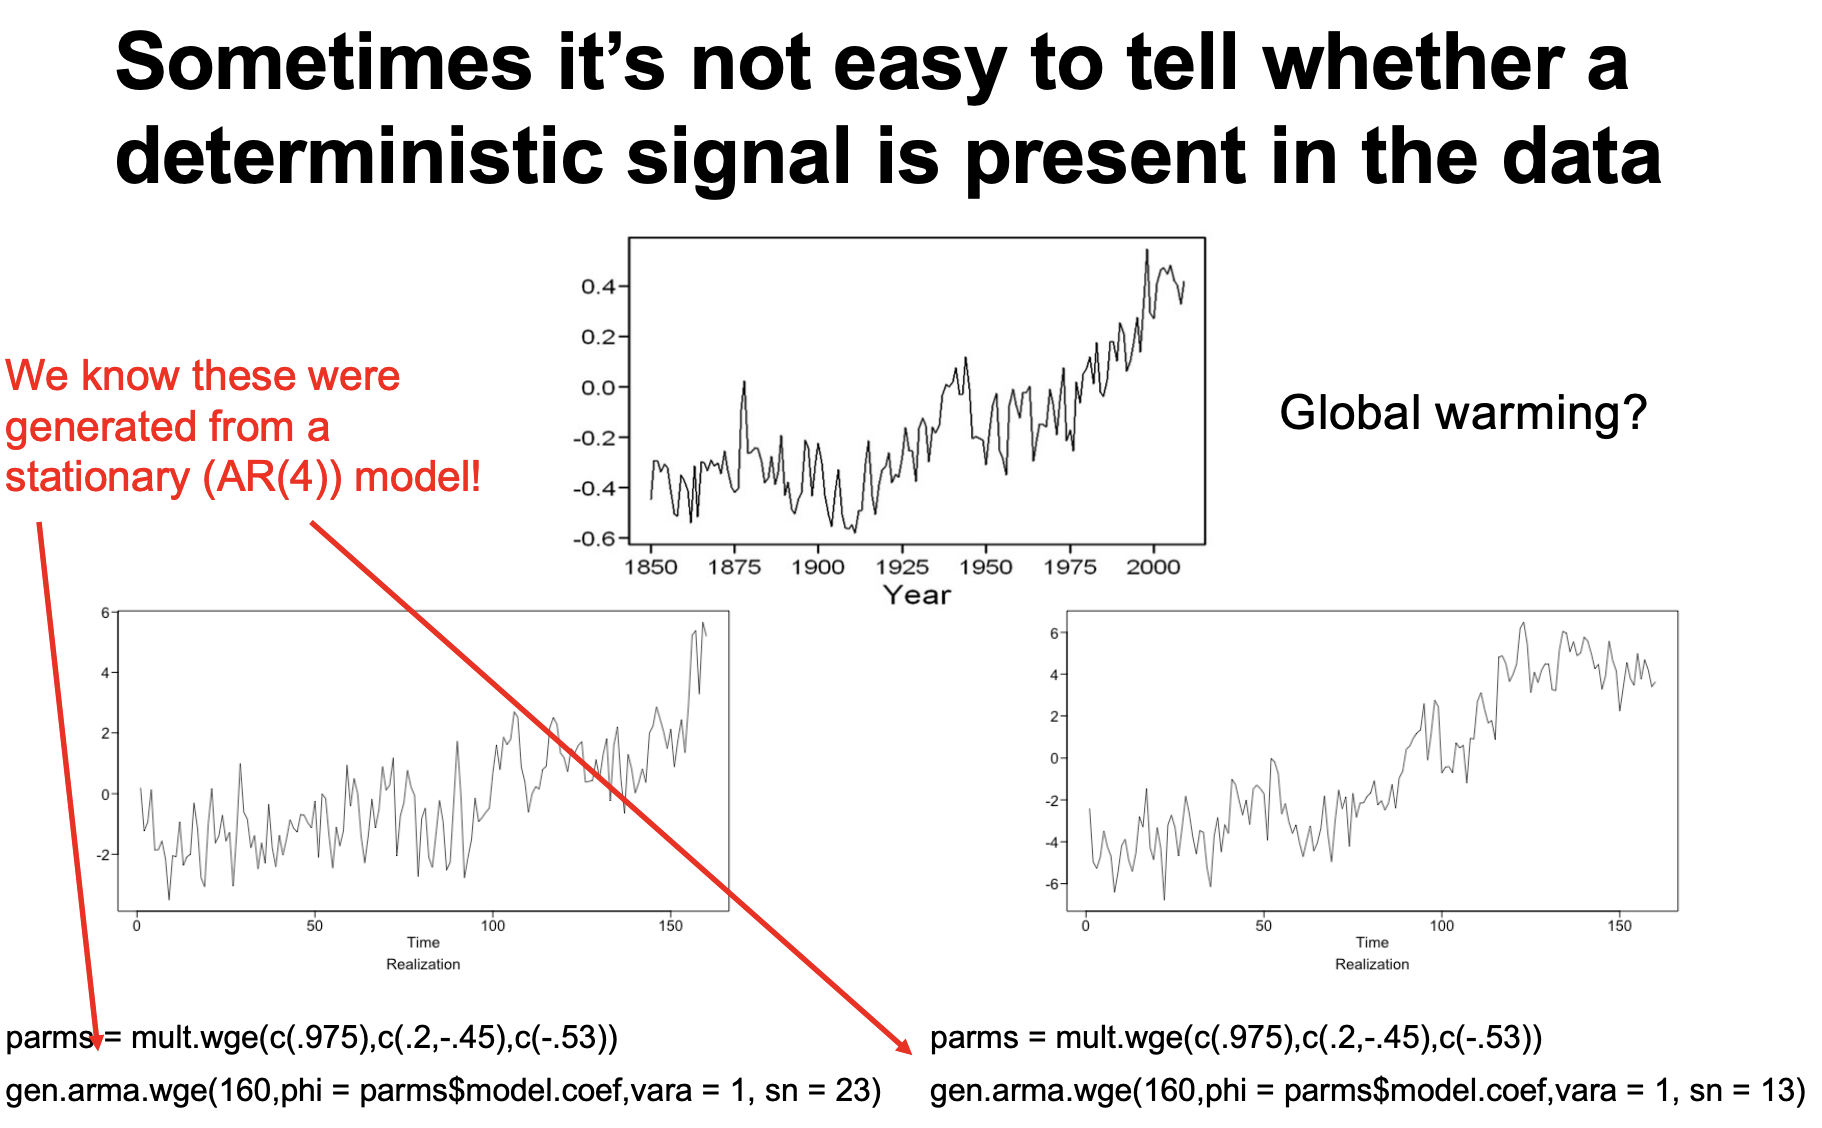 Sometimes it’s not easy to tell whether a
deterministic signal is present in the data
0.4
0.2
0.0
-0.2
-0.4
-0.6
1850 1875 1900 1925 1950 1975 2000
Year
Global warming?
We know these were
generated from a
stationary (AR(4)) model!
6
4
2
0
-2
0 50 100 150
Time
Realization
6
4
2
0
-2
-4
-6
0 50 100 150
Time
Realization
parms = mult.wge(c(.975),c(.2,-.45),c(-.53))
gen.arma.wge(160,phi = parms$model.coef,vara = 1, sn = 23)
parms = mult.wge(c(.975),c(.2,-.45),c(-.53))
gen.arma.wge(160,phi = parms$model.coef,vara = 1, sn = 13)